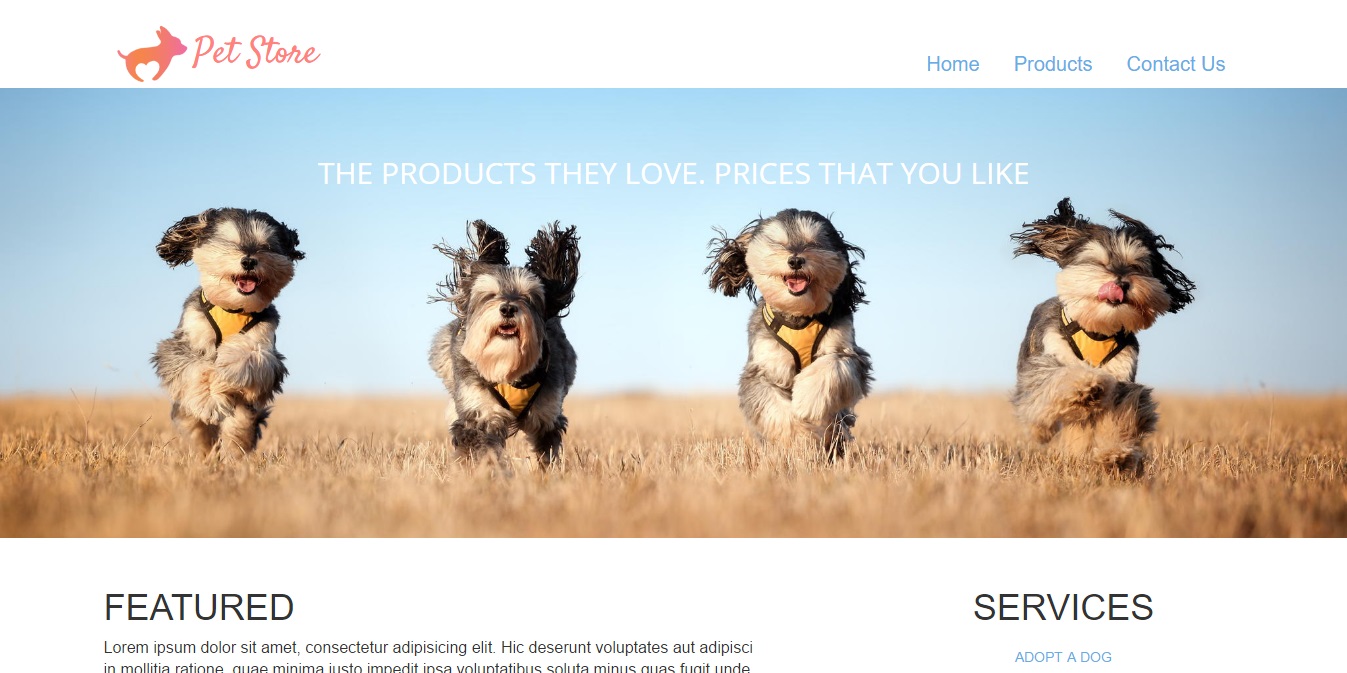 Pet Store
Home Products Contact Us
THE PRODUCTS THEY LOVE. PRICES THAT YOU LIKE
FEATURED
Lorem ipsum dolor sit amet, consectetur adipisicing elit. Hic deserunt voluptates aut adipisci
in mollitia ratione, quae minima iusto impedit ipsa voluptatibus soluta minus quas fugit unde
SERVICES
ADOPT A DOG